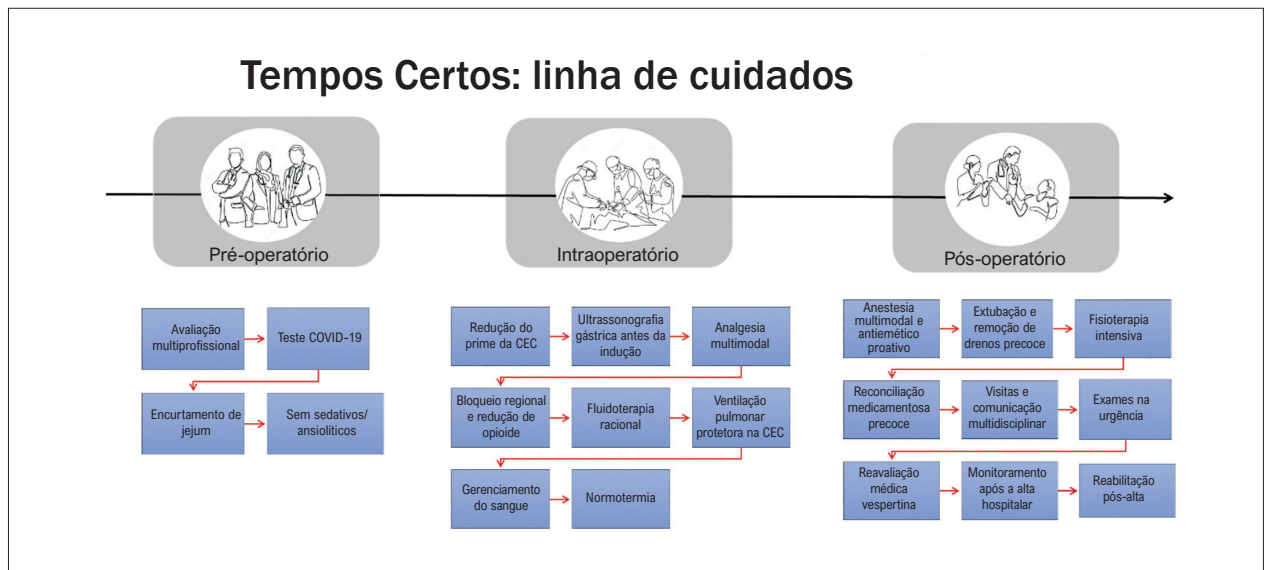 Tempos Certos: linha de cuidados
Pré-operatório
Intraoperatório
Pós-operatório
Avaliação
multiprofissional
Teste COVID-19
Encurtamento de
jejum
Sem sedativos/
ansiolíticos
Redução do
prime da CEC
Ultrassonografia
gástrica antes da
indução
Analgesia
multimodal
Bloqueio regional
e redução de
opioide
Fluidoterapia
racional
Ventilação
pulmonar
protetora na CEC
Gerenciamento
do sangue
Normotermia
Anestesia
multimodal e
antiemético
proativo
Extubação e
remoção de
drenos precoce
Fisioterapia
intensiva
Reconciliação
medicamentosa
precoce
Visitas e
comunicação
multidisciplinar
Exames na
urgência
Reavaliação
médica
vespertina
Monitoramento
após a alta
hospitalar
Reabilitação
pós-alta